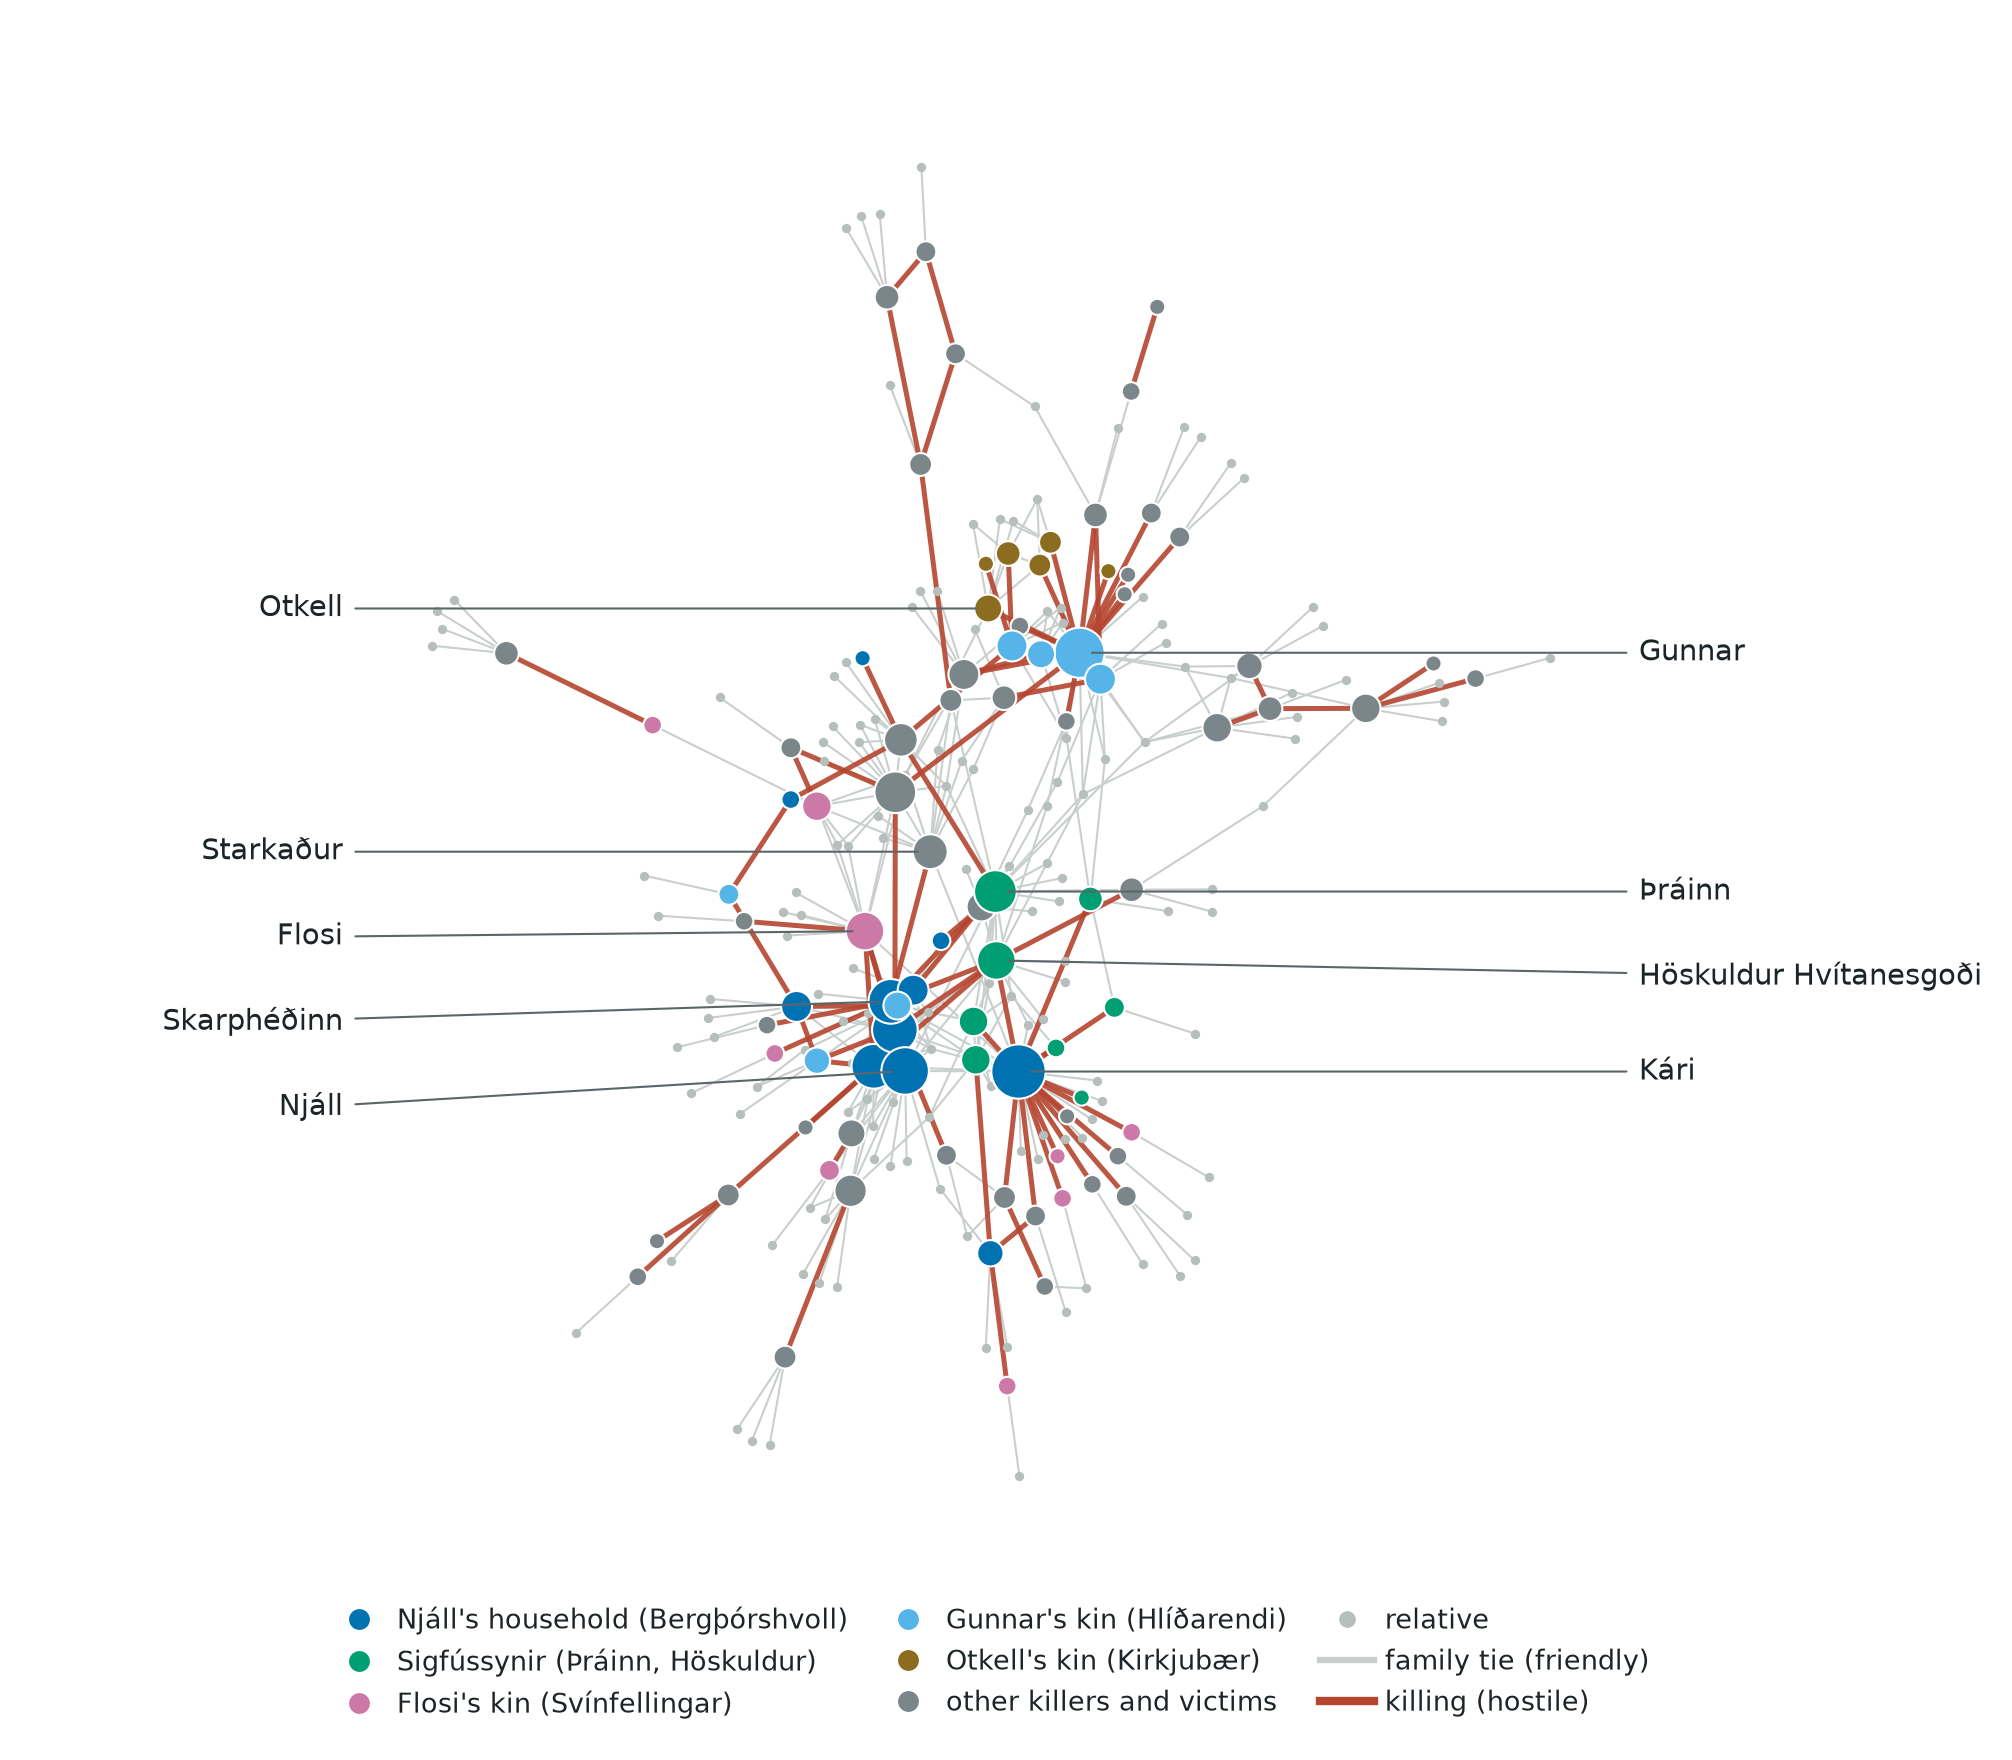 Otkell
Gunnar
Starkaður
Þráinn
Flosi
Höskuldur Hvítanesgoði
Skarphéðinn
Kári
Njáll
Njáll's household (Bergþórshvoll)
Sigfússynir (Þráinn, Höskuldur)
Flosi's kin (Svínfellingar)
Gunnar's kin (Hlíðarendi)
Otkell's kin (Kirkjubær)
other killers and victims
relative
family tie (friendly)
killing (hostile)